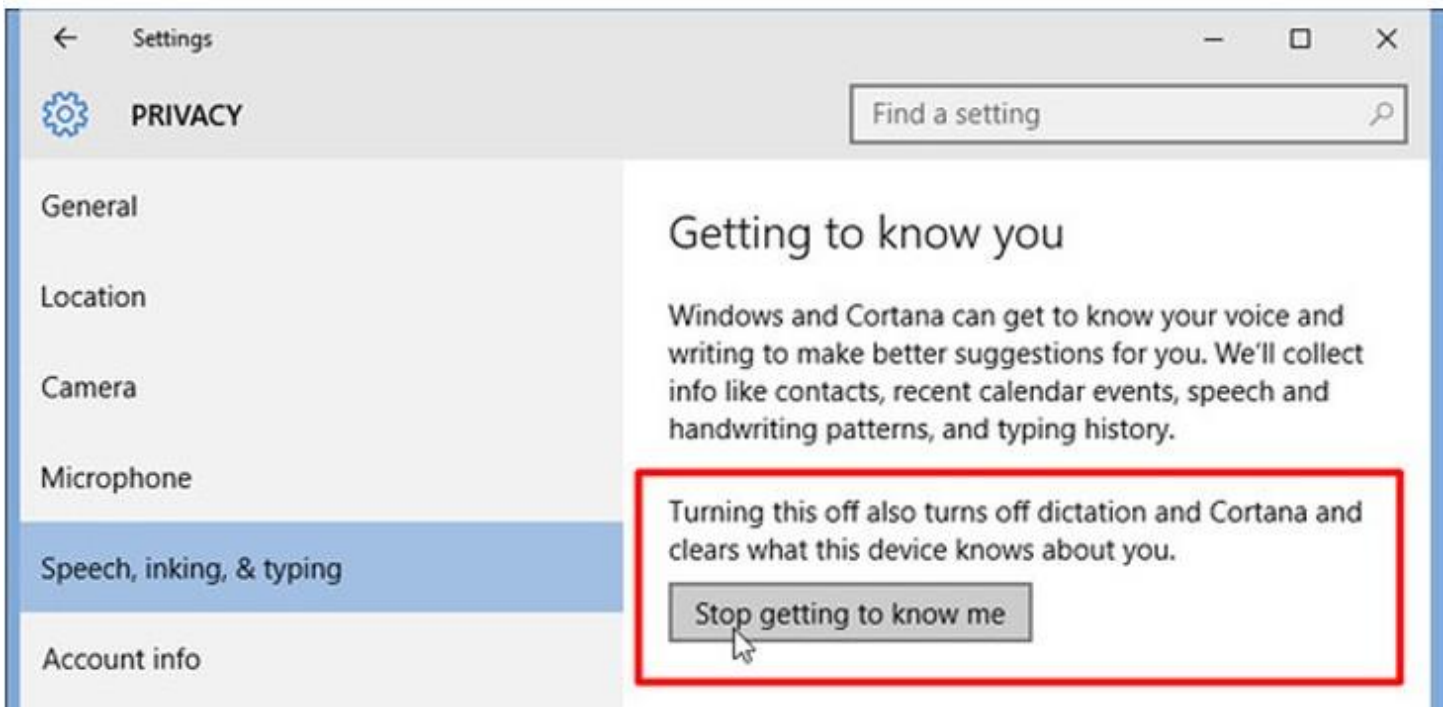 Settings
PRIVACY
Find a setting
General
Location
Camera
Microphone
Speech, inking, & typing
Account info
Getting to know you
Windows and Cortana can get to know your voice and
writing to make better suggestions for you. We'll collect
info like contacts, recent calendar events, speech and
handwriting patterns, and typing history.
Turning this off also turns off dictation and Cortana and
clears what this device knows about you.
Stop getting to know me